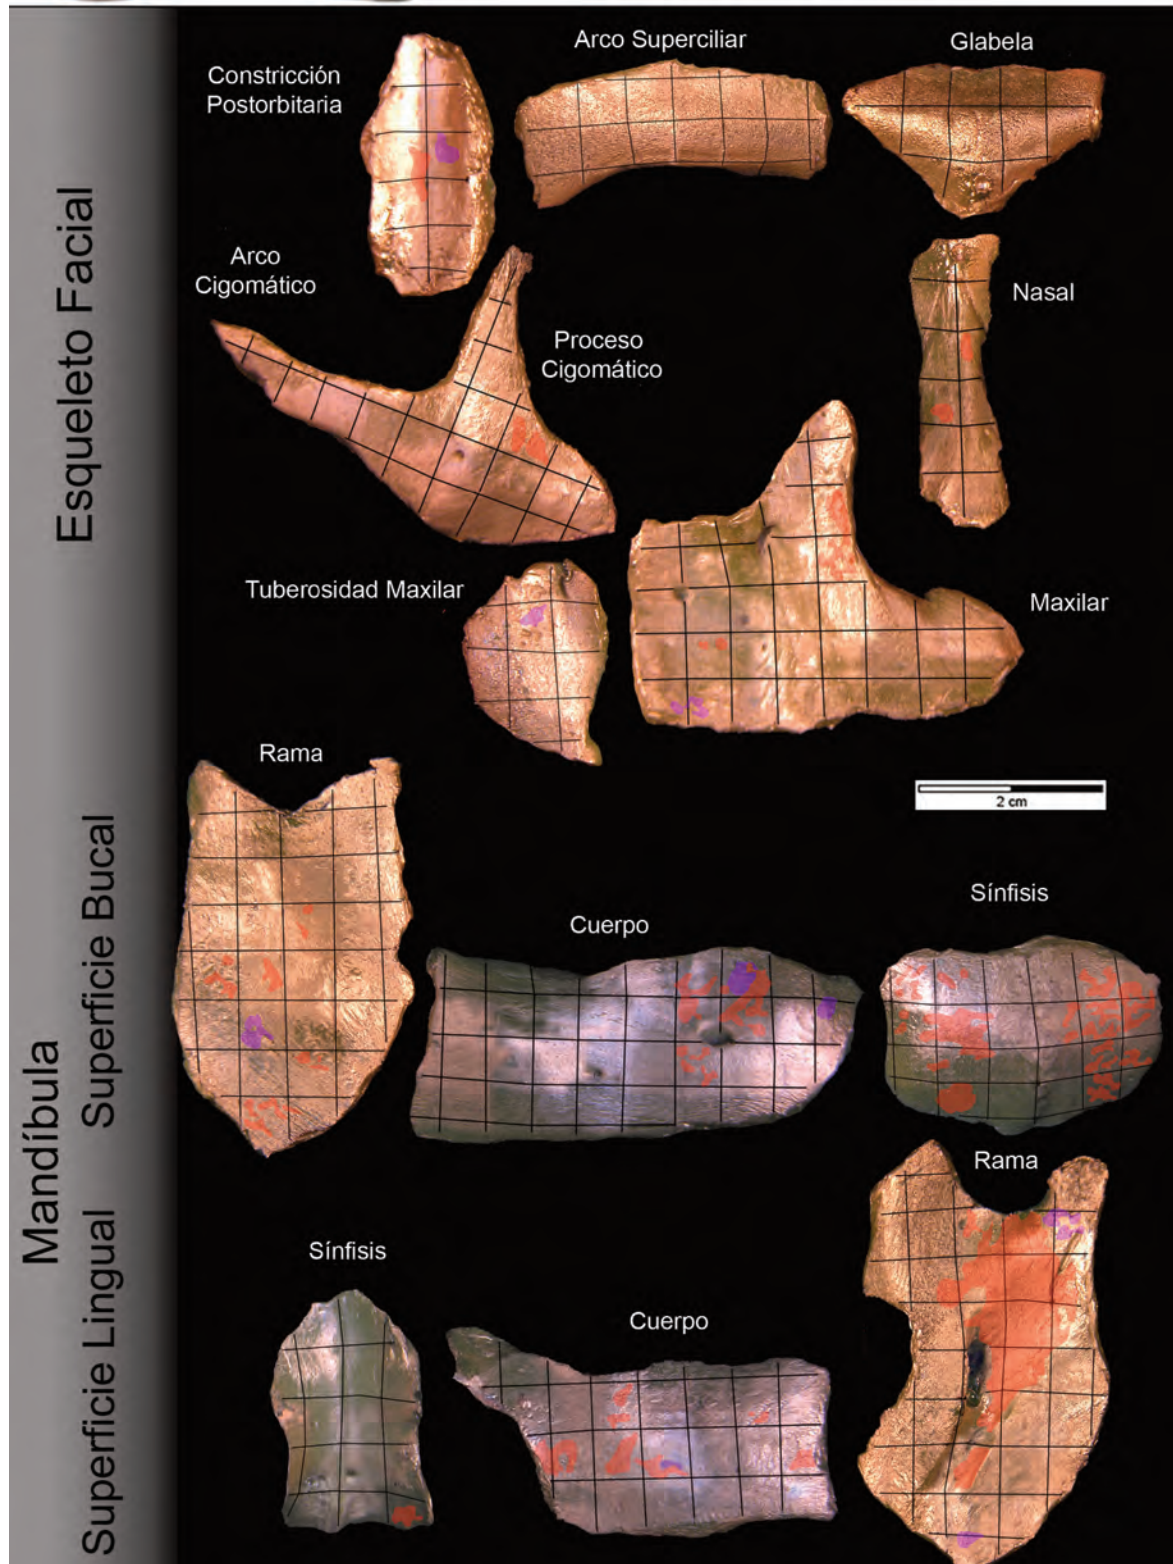 Esqueleto Facial
Constricción
Postorbitaria
Arco Superciliar
Glabela
Arco
Cigomático
Proceso
Cigomático
Nasal
Tuberosidad Maxilar
Maxilar
2 cm
Mandíbula
Superficie Bucal
Rama
Cuerpo
Sínfisis
Superficie Lingual
Sínfisis
Cuerpo
Rama